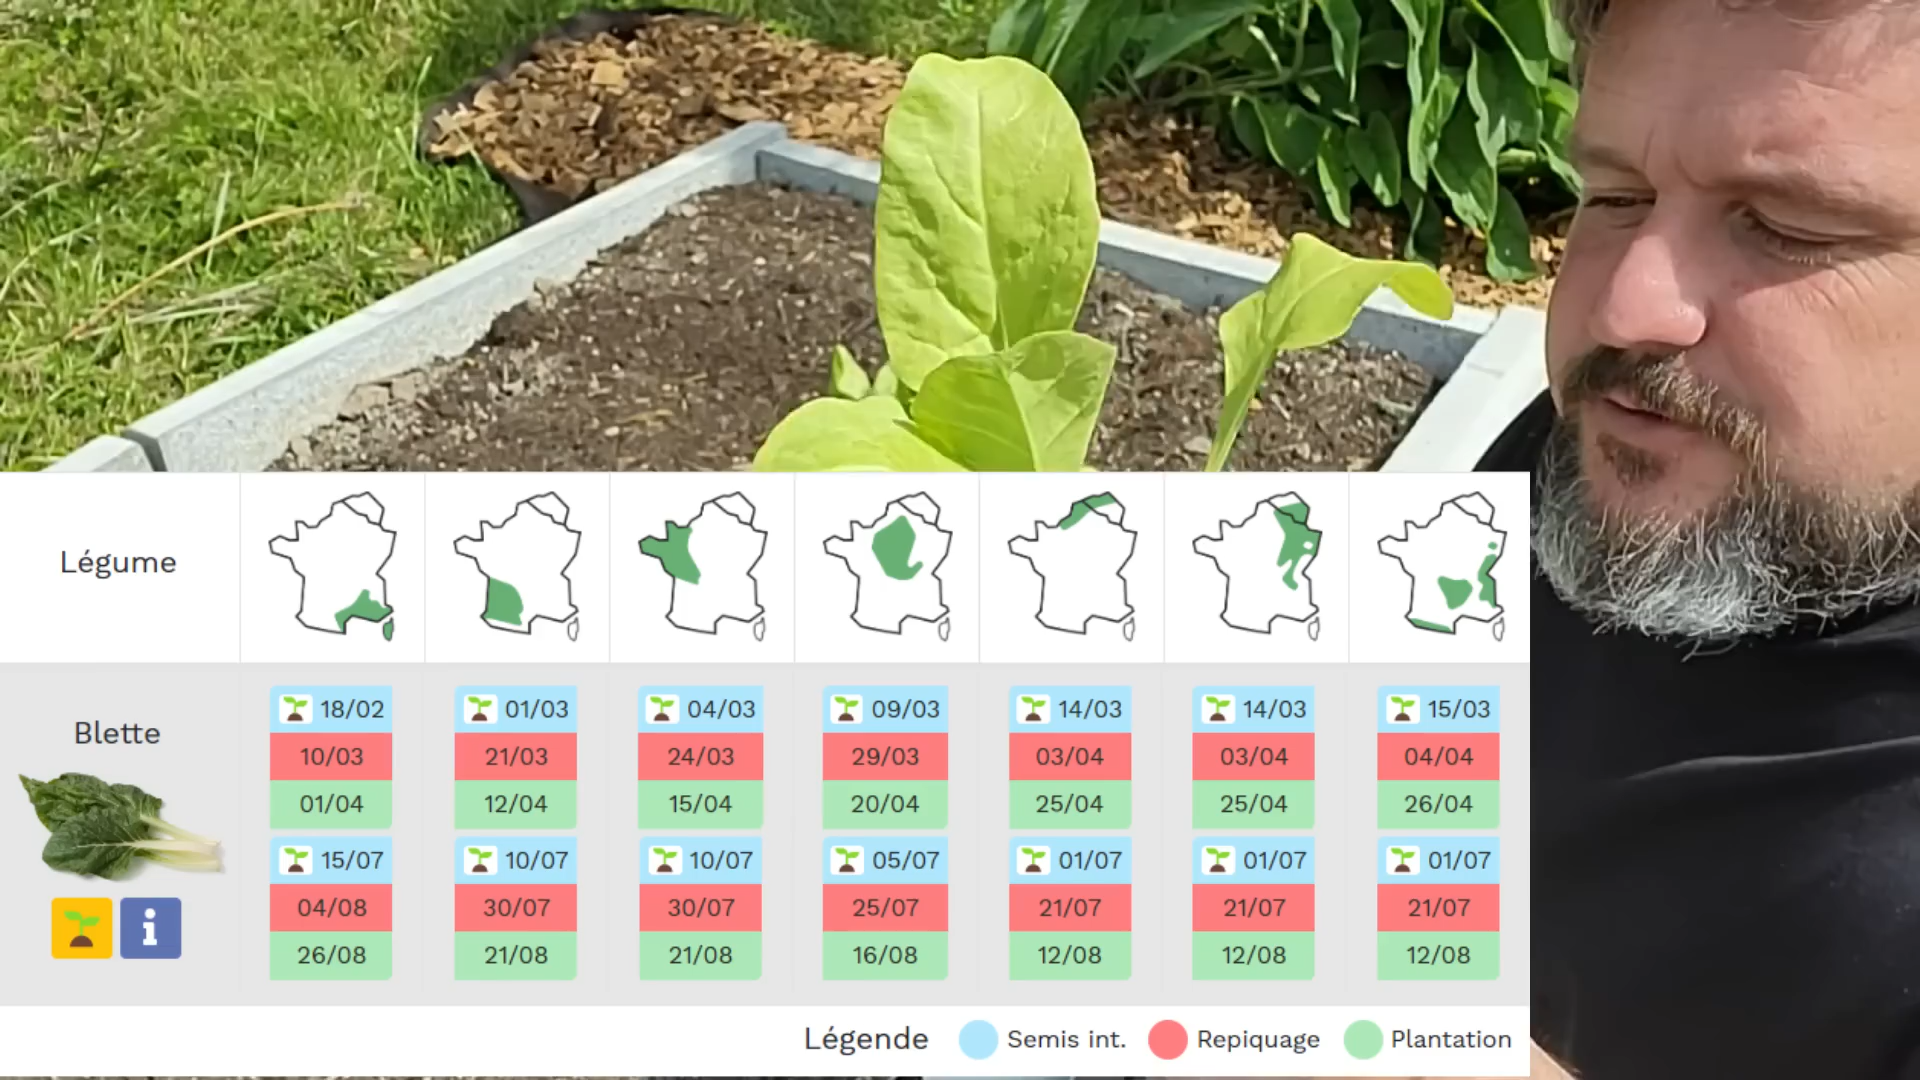 Légume
Blette
18/02 01/03 04/03 09/03 14/03 14/03 15/03
10/03 21/03 24/03 29/03 03/04 03/04 04/04
01/04 12/04 15/04 20/04 25/04 25/04 26/04
15/07 10/07 10/07 05/07 01/07 01/07 01/07
04/08 30/07 30/07 25/07 21/07 21/07 21/07
26/08 21/08 21/08 16/08 12/08 12/08 12/08
i
Légende Semis int. Repiquage Plantation